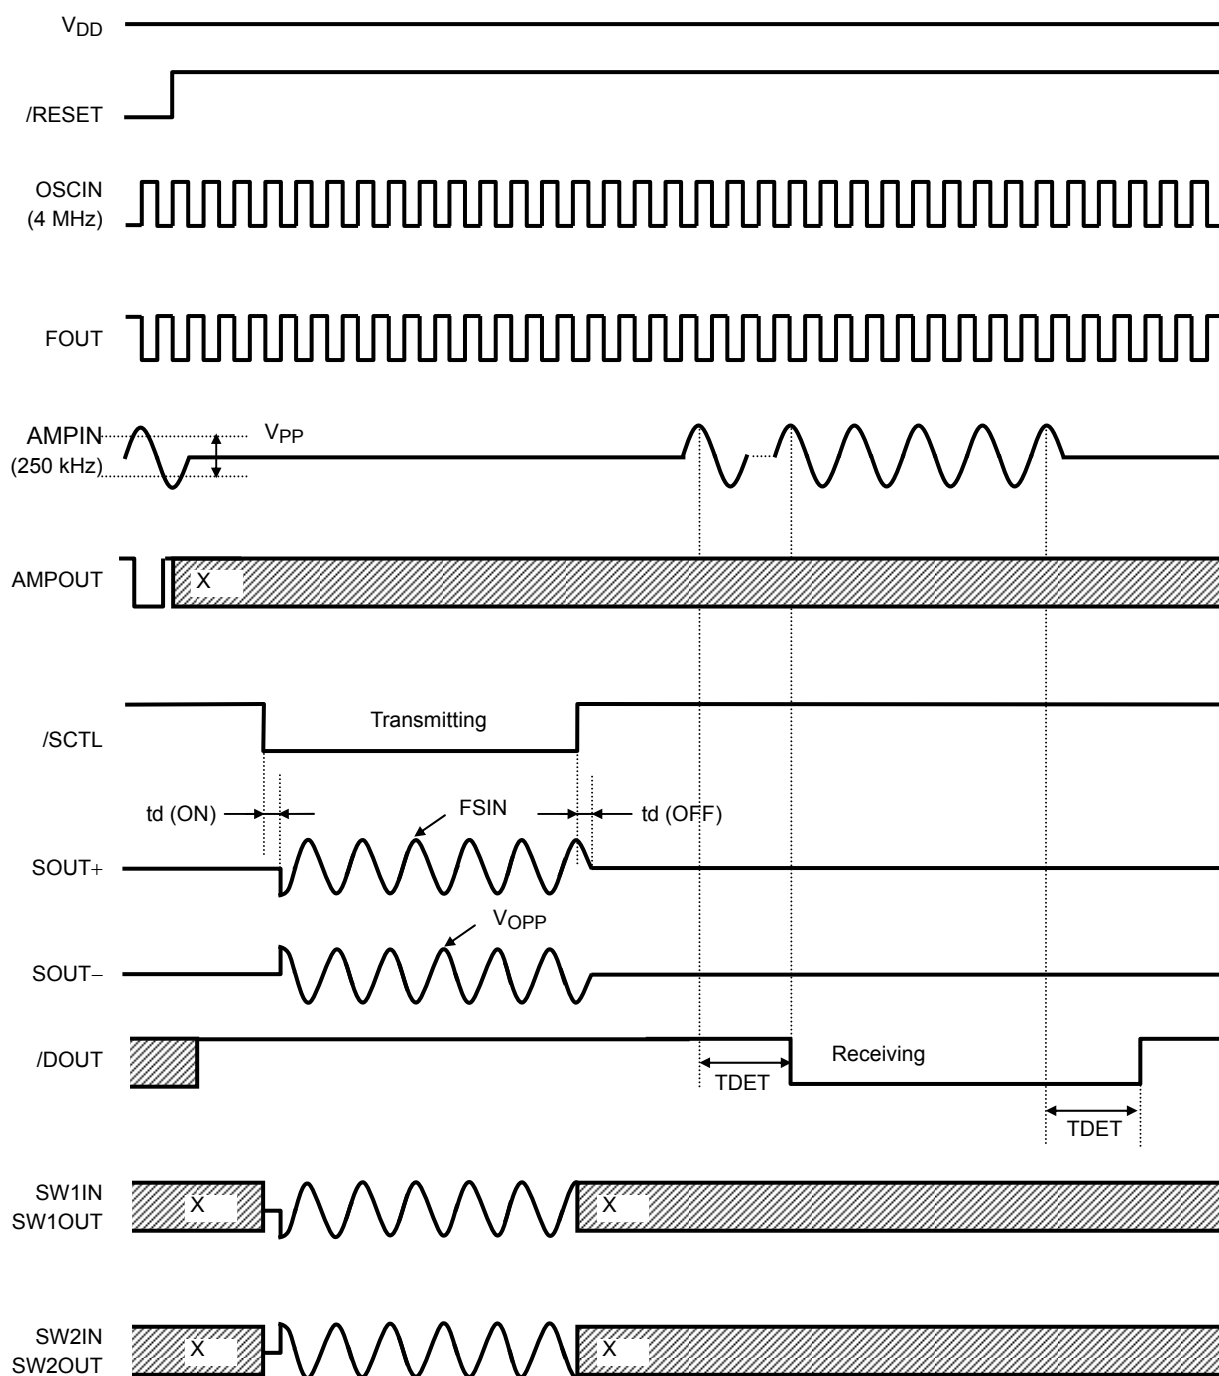 VDD
/RESET
OSCIN
(4 MHz)
FOUT
AMPIN
VPP
(250 kHz)
AMPOUT
X
Transmitting
/SCTL
td (ON)
FSIN
td (OFF)
SOUT+
VOPP
SOUT−
/DOUT
Receiving
TDET
TDET
SW1IN
SW1OUT
X
X
SW2IN
SW2OUT
X
X